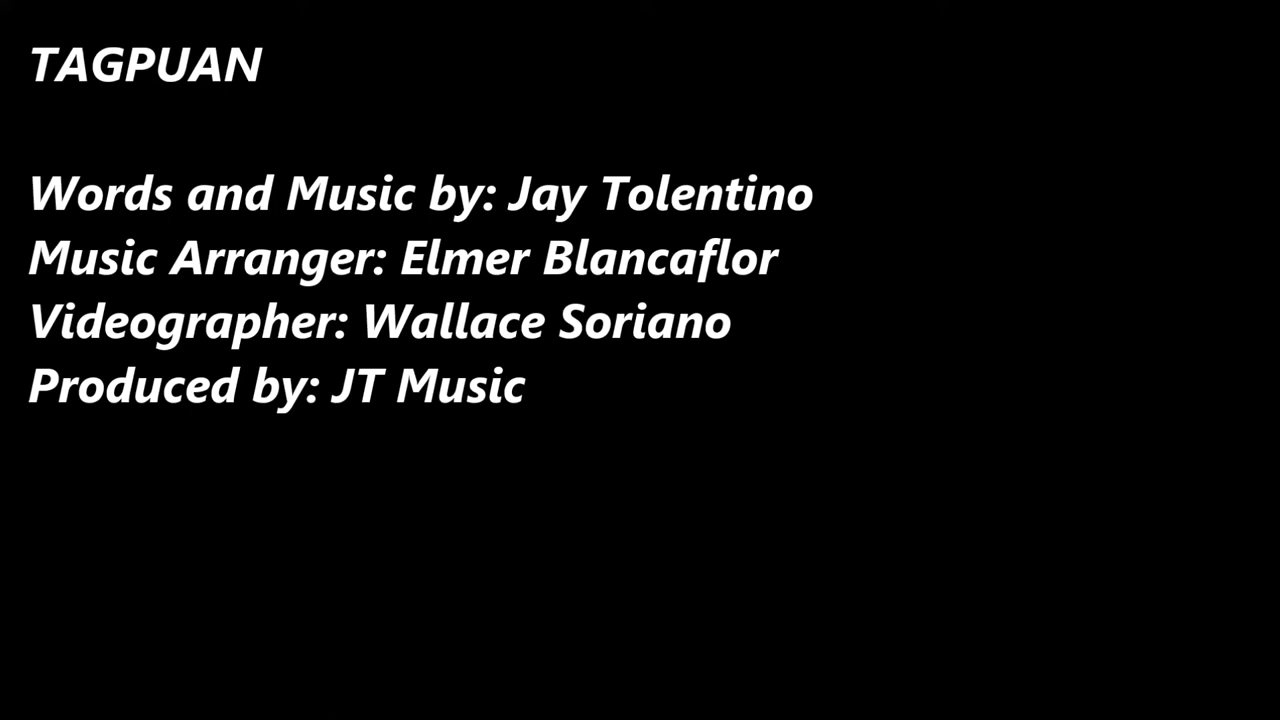 TAGPUAN
Words and Music by: Jay Tolentino
Music Arranger: Elmer Blancaflor
Videographer: Wallace Soriano
Produced by: JT Music